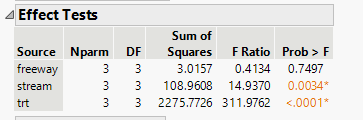 Effect Tests
Sum of
Source Nparm DF Squares F Ratio Prob > F
freeway 3 3 3.0157 0.4134 0.7497
stream 3 3 108.9608 14.9370 0.0034*
trt 3 3 2275.7726 311.9762 <.0001*